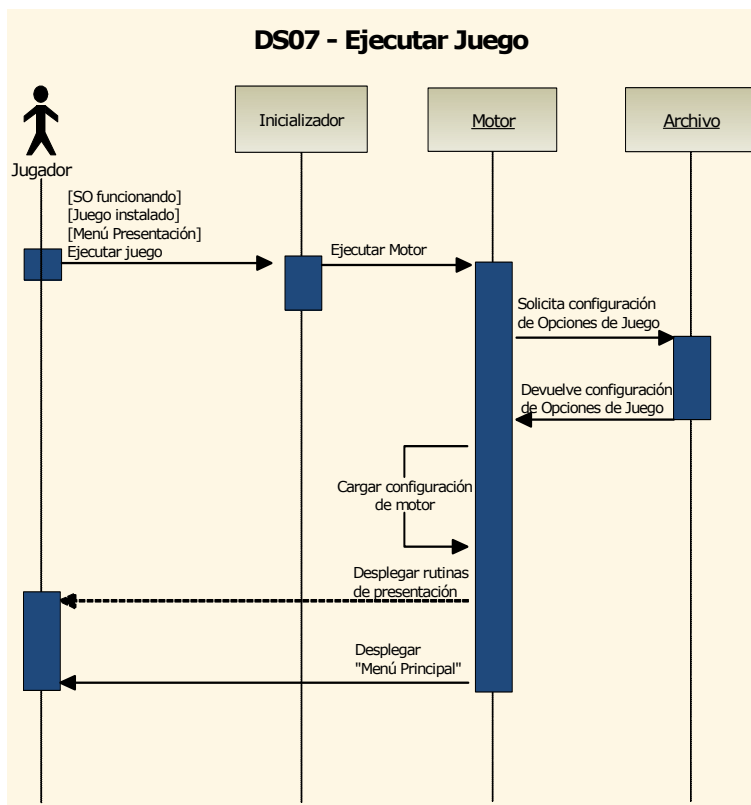 DS07 - Ejecutar Juego
Jugador
Inicializador
Motor
Archivo
[SO funcionando]
[Juego instalado]
[Menú Presentación]
Ejecutar juego
Ejecutar Motor
Solicita configuración
de Opciones de Juego
Devuelve configuración
de Opciones de Juego
Cargar configuración
de motor
Desplegar rutinas
de presentación
Desplegar
"Menú Principal"